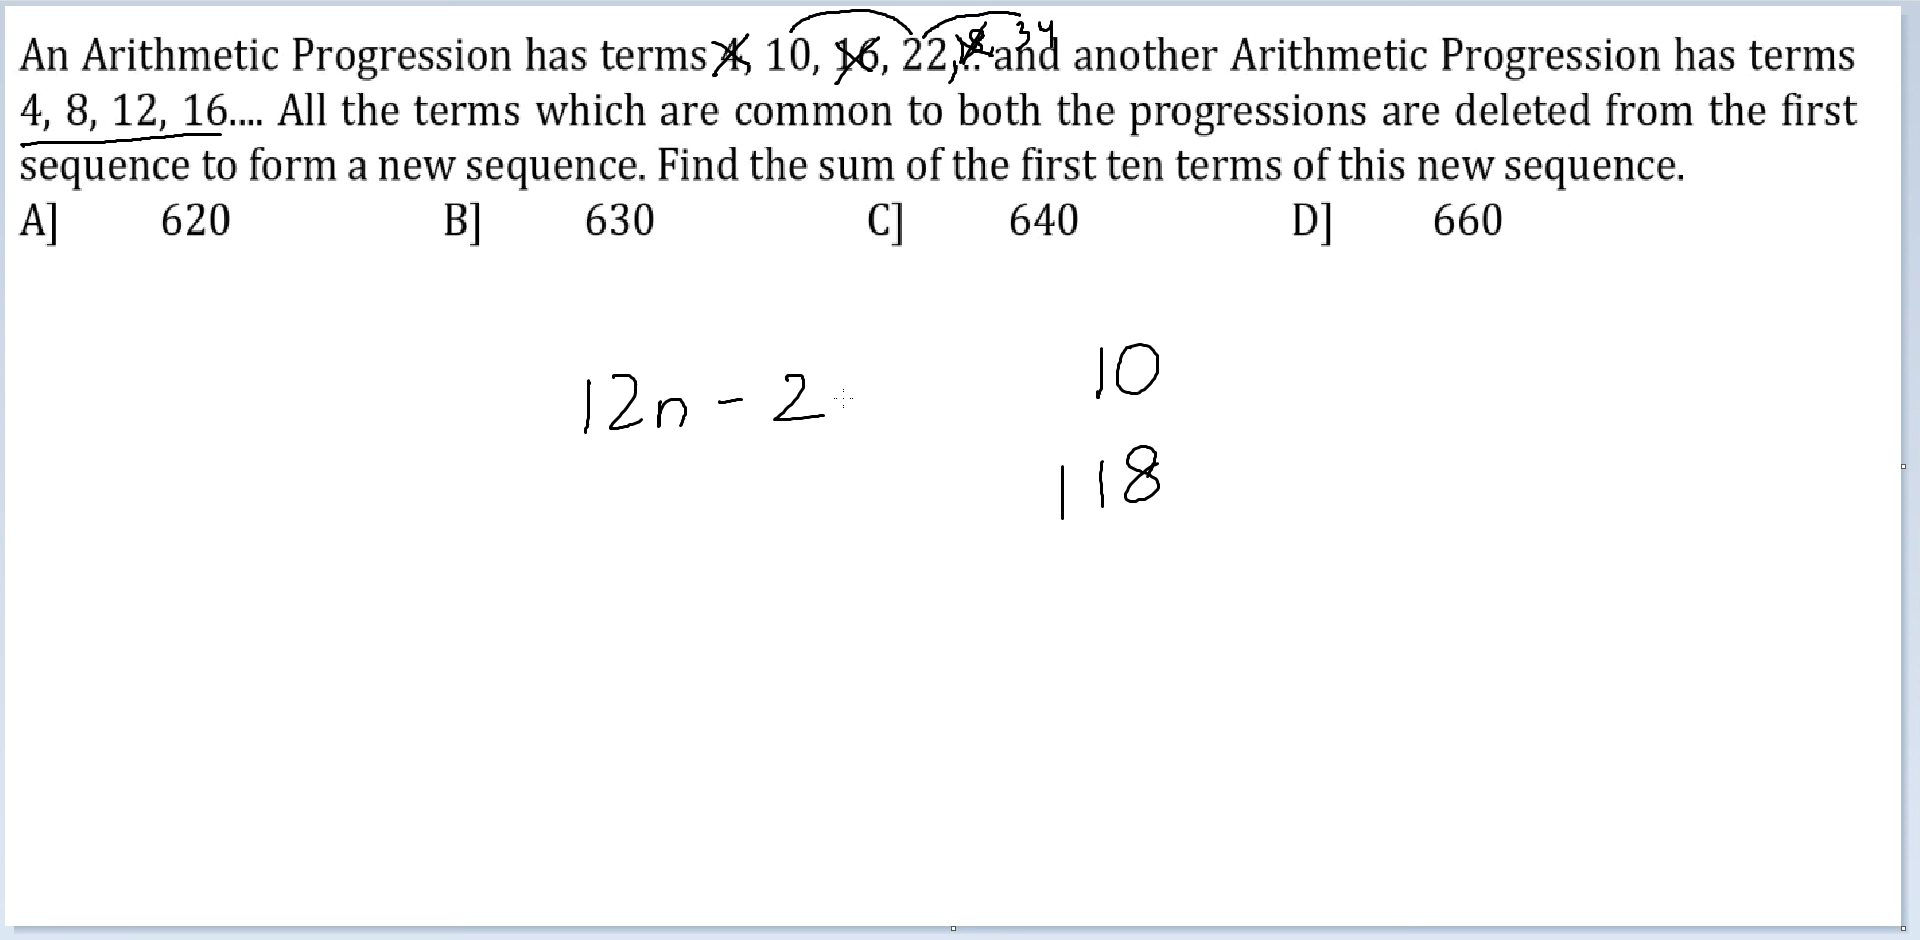 An Arithmetic Progression has terms 4, 10, 16, 22,... and another Arithmetic Progression has terms
4, 8, 12, 16.... All the terms which are common to both the progressions are deleted from the first
sequence to form a new sequence. Find the sum of the first ten terms of this new sequence.
A] 620 B] 630 C] 640 D] 660
34
12n - 2
10
118